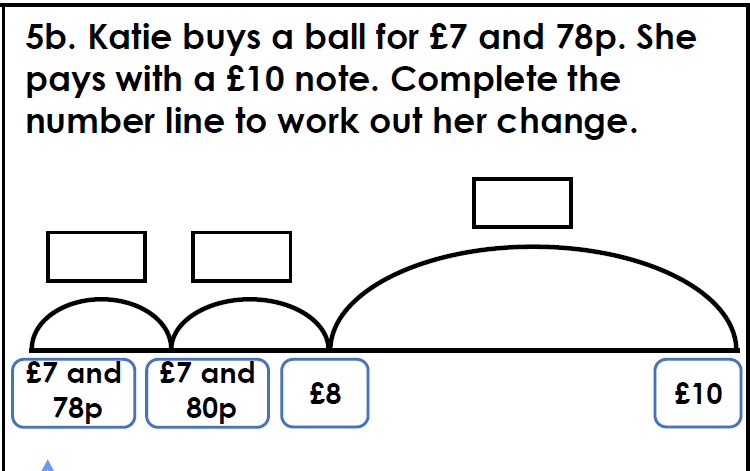 5b. Katie buys a ball for £7 and 78p. She
pays with a £10 note. Complete the
number line to work out her change.
£7 and
78p
£7 and
80p
£8
£10